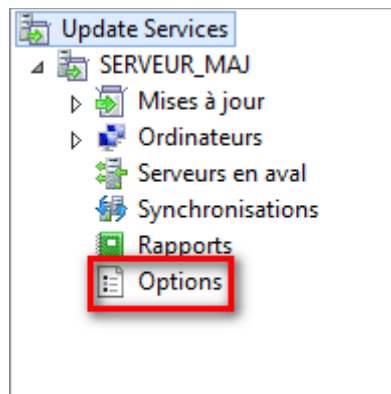 Update Services
SERVEUR_MAJ
Mises à jour
Ordinateurs
Serveurs en aval
Synchronisations
Rapports
Options